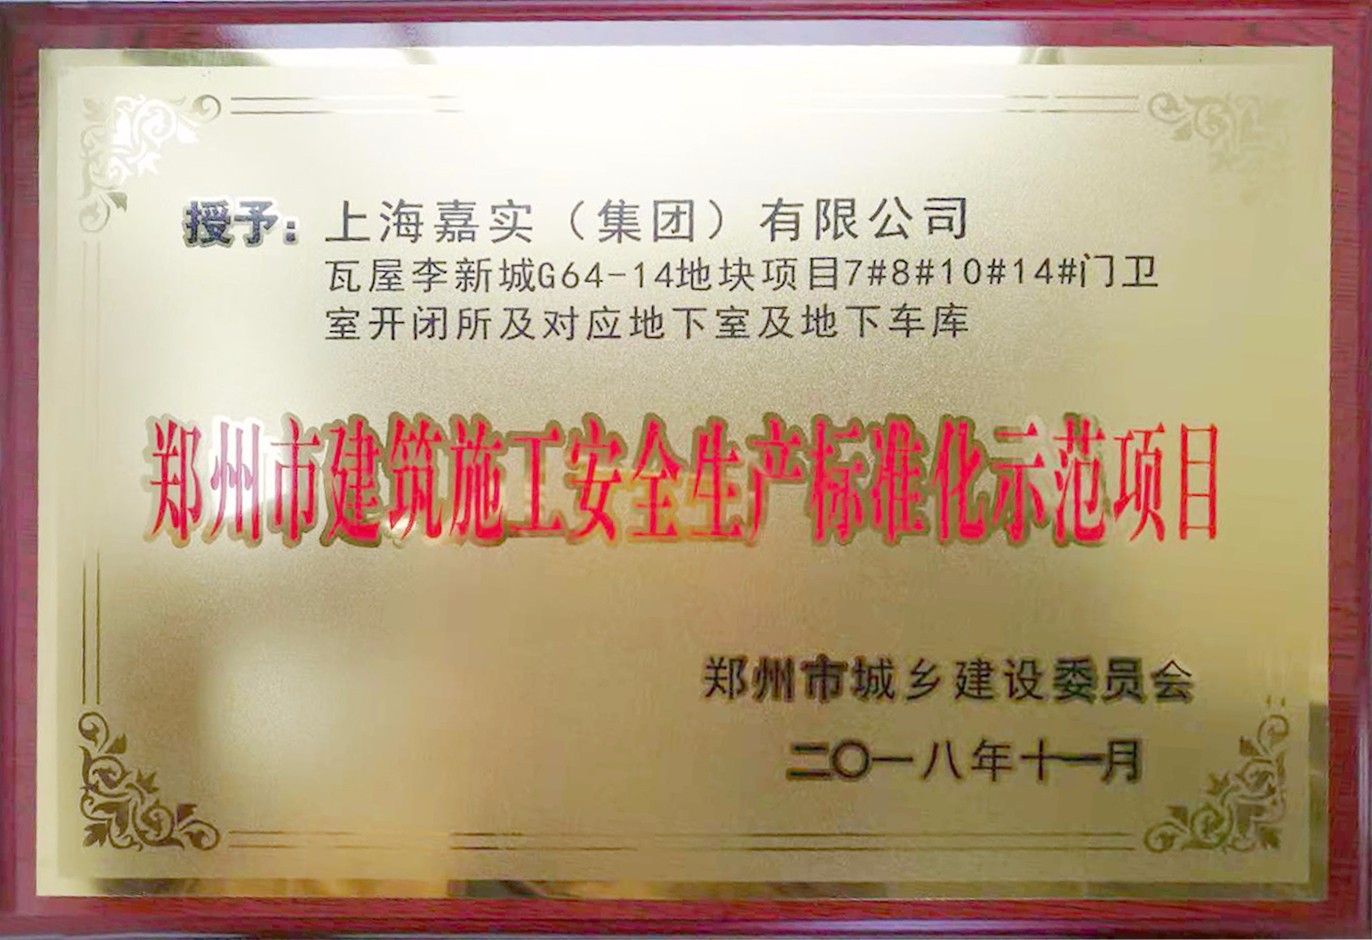 授予：上海嘉实（集团）有限公司
瓦屋李新城G64-14地块项目7#8#10#14#门卫
室开闭所及对应地下室及地下车库
郑州市建筑施工安全生产标准化示范项目
郑州市城乡建设委员会
二〇一八年十一月